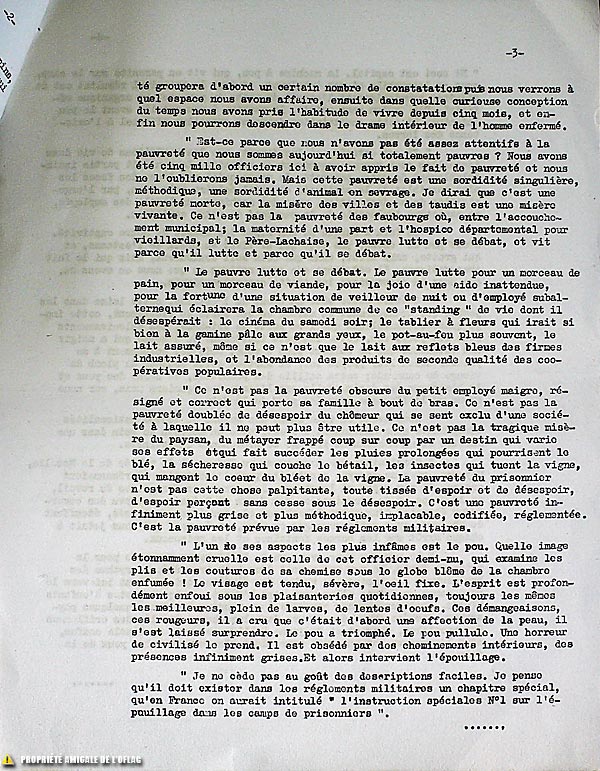 -2-
-3-
té groupera d'abord un certain nombre de constatations puis nous verrons à
quel espace nous avons affaire, ensuite dans quelle curieuse conception
du temps nous avons pris l'habitude de vivre depuis cinq mois, et en-
fin nous pourrons descendre dans le drame intérieur de l'homme enfermé.
" Est-ce parce que nous n'avons pas été assez attentifs à la
pauvreté que nous sommes aujourd'hui si totalement pauvres ? Nous avons
été cinq mille officiers ici à avoir appris le fait de pauvreté et nous
ne l'oublierons jamais. Mais cette pauvreté est une sordidité singulière,
méthodique, une sordidité d'animal en sevrage. Je dirai que c'est une
pauvreté morte, car la misère des villes et des taudis est une misère
vivante. Ce n'est pas la pauvreté des faubourgs où, entre l'accouche-
ment municipal; la maternité d'une part et l'hospice départemental pour
vieillards, et le Père-Lachaise, le pauvre lutte et se débat, et vit
parce qu'il lutte et parce qu'il se débat.
" Le pauvre lutte et se débat. Le pauvre lutte pour un morceau de
pain, pour un morceau de viande, pour la joie d'une aide inattendue,
pour la fortune d'une situation de veilleur de nuit ou d'employé subal-
ternequi éclairera la chambre commune de ce "standing " de vie dont il
désespérait : le cinéma du samedi soir; le tablier à fleurs qui irait si
bien à la gamine pâle aux grands yeux, le pot-au-feu plus souvent, le
lait assuré, même si ce n'est que le lait aux reflets bleus des firmes
industrielles, et l'abondance des produits de seconde qualité des coo-
pératives populaires.
" Ce n'est pas la pauvreté obscure du petit employé maigre, ré-
signé et correct qui porte sa famille à bout de bras. Ce n'est pas la
pauvreté doublée de désespoir du chômeur qui se sent exclu d'une socié-
té à laquelle il ne peut plus être utile. Ce n'est pas la tragique misè-
re du paysan, du métayer frappé coup sur coup par un destin qui varie
ses effets etqui fait succéder les pluies prolongées qui pourrissent le
blé, la sécheresse qui couche le bétail, les insectes qui tuent la vigne,
qui mangent le coeur du bléet de la vigne. La pauvreté du prisonnier
n'est pas cette chose palpitante, toute tissée d'espoir et de désespoir,
d'espoir perçant sans cesse sous le désespoir. C'est une pauvreté in-
finiment plus grise et plus méthodique, implacable, codifiée, réglementée.
C'est la pauvreté prévue par les réglements militaires.
" L'un de ses aspects les plus infâmes est le pou. Quelle image
étonnamment cruelle est celle de cet officier demi-nu, qui examine les
plis et les coutures de sa chemise sous le globe blême de la chambre
enfumée ! Le visage est tendu, sévère, l'oeil fixe. L'esprit est profon-
dément enfoui sous les plaisanteries quotidiennes, toujours les mêmes
les meilleures, plein de larves, de lentes d'oeufs. Ces démangeaisons,
ces rougeurs, il a cru que c'était d'abord une affection de la peau, il
s'est laissé surprendre. Le pou a triomphé. Le pou pullule. Une horreur
de civilisé le prend. Il est obsédé par des cheminements intérieurs, des
présences infiniment grises.Et alors intervient l'épouillage.
" Je ne cède pas au goût des descriptions faciles. Je pense
qu'il doit exister dans les réglements militaires un chapitre spécial,
qu'en France on aurait intitulé " l'instruction spéciales N°1 sur l'é-
pouillage dans les camps de prisonniers ".
......,
PROPRIETE AMICALE DE L'OFLAG